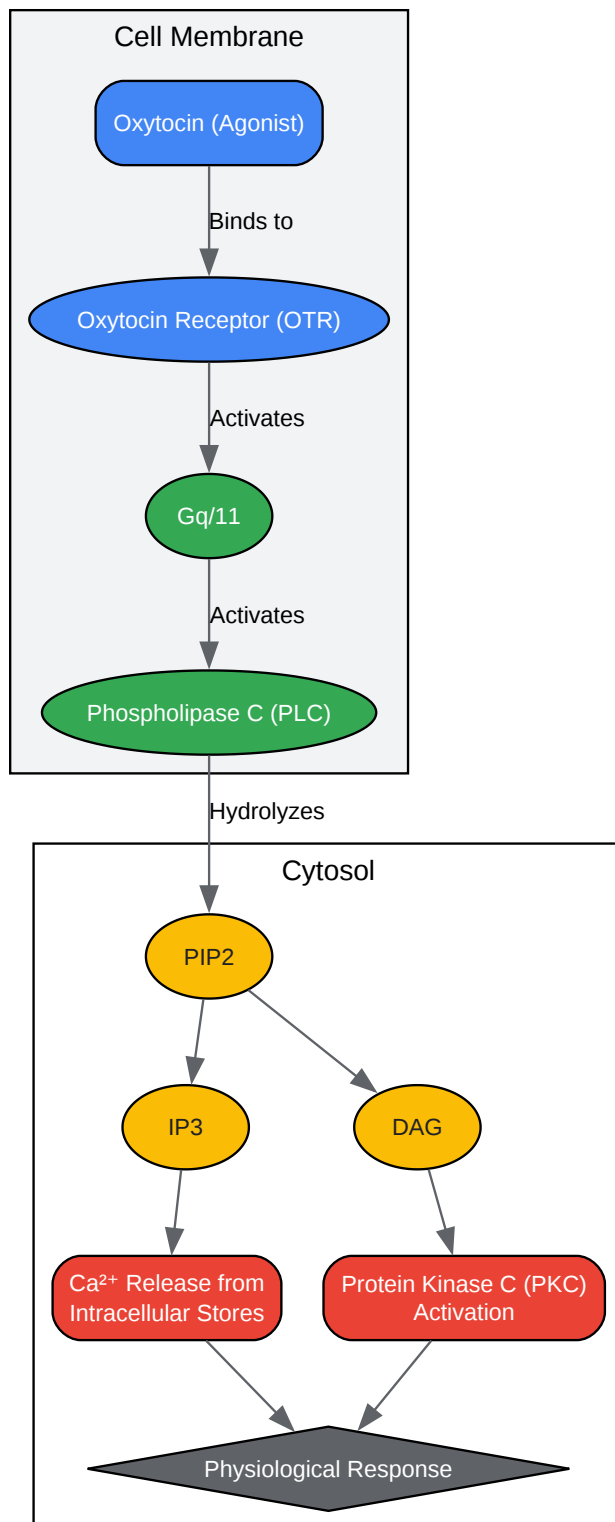 Cell Membrane
Oxytocin (Agonist)
Binds to
Oxytocin Receptor (OTR)
Activates
Gq/11
Activates
Phospholipase C (PLC)
Hydrolyzes
Cytosol
PIP2
IP3
DAG
Ca²⁺ Release from
Intracellular Stores
Protein Kinase C (PKC)
Activation
Physiological Response